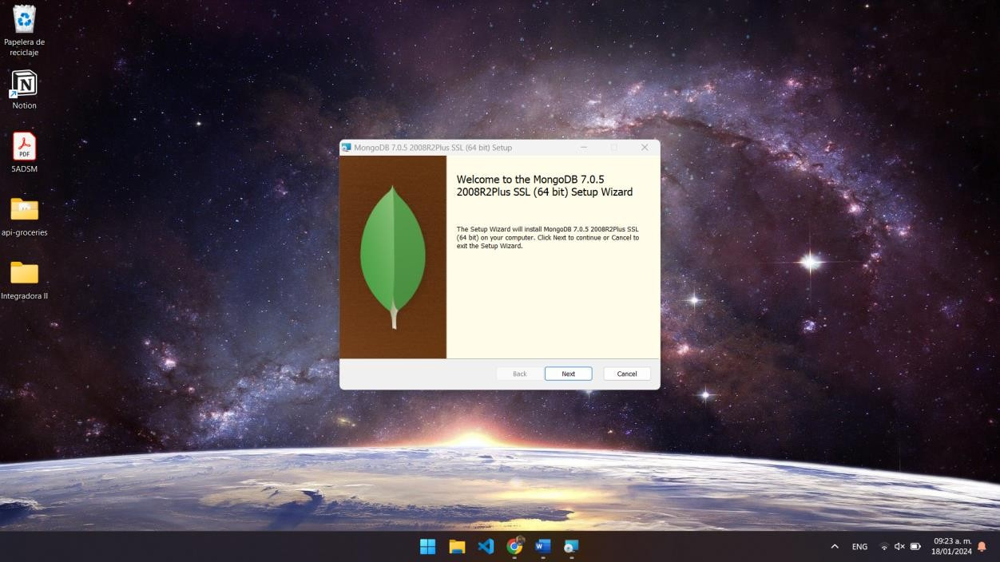 Papelera de
reciclaje
N
Notion
PDF
5ADSM
api-groceries
Integradora II
MongoDB 7.0.5 2008R2Plus SSL (64 bit) Setup
Welcome to the MongoDB 7.0.5
2008R2Plus SSL (64 bit) Setup Wizard
The Setup Wizard will install MongoDB 7.0.5 2008R2Plus SSL
(64 bit) on your computer. Click Next to continue or Cancel to
exit the Setup Wizard.
Back Next Cancel
W
ENG
09:23 a. m.
18/01/2024